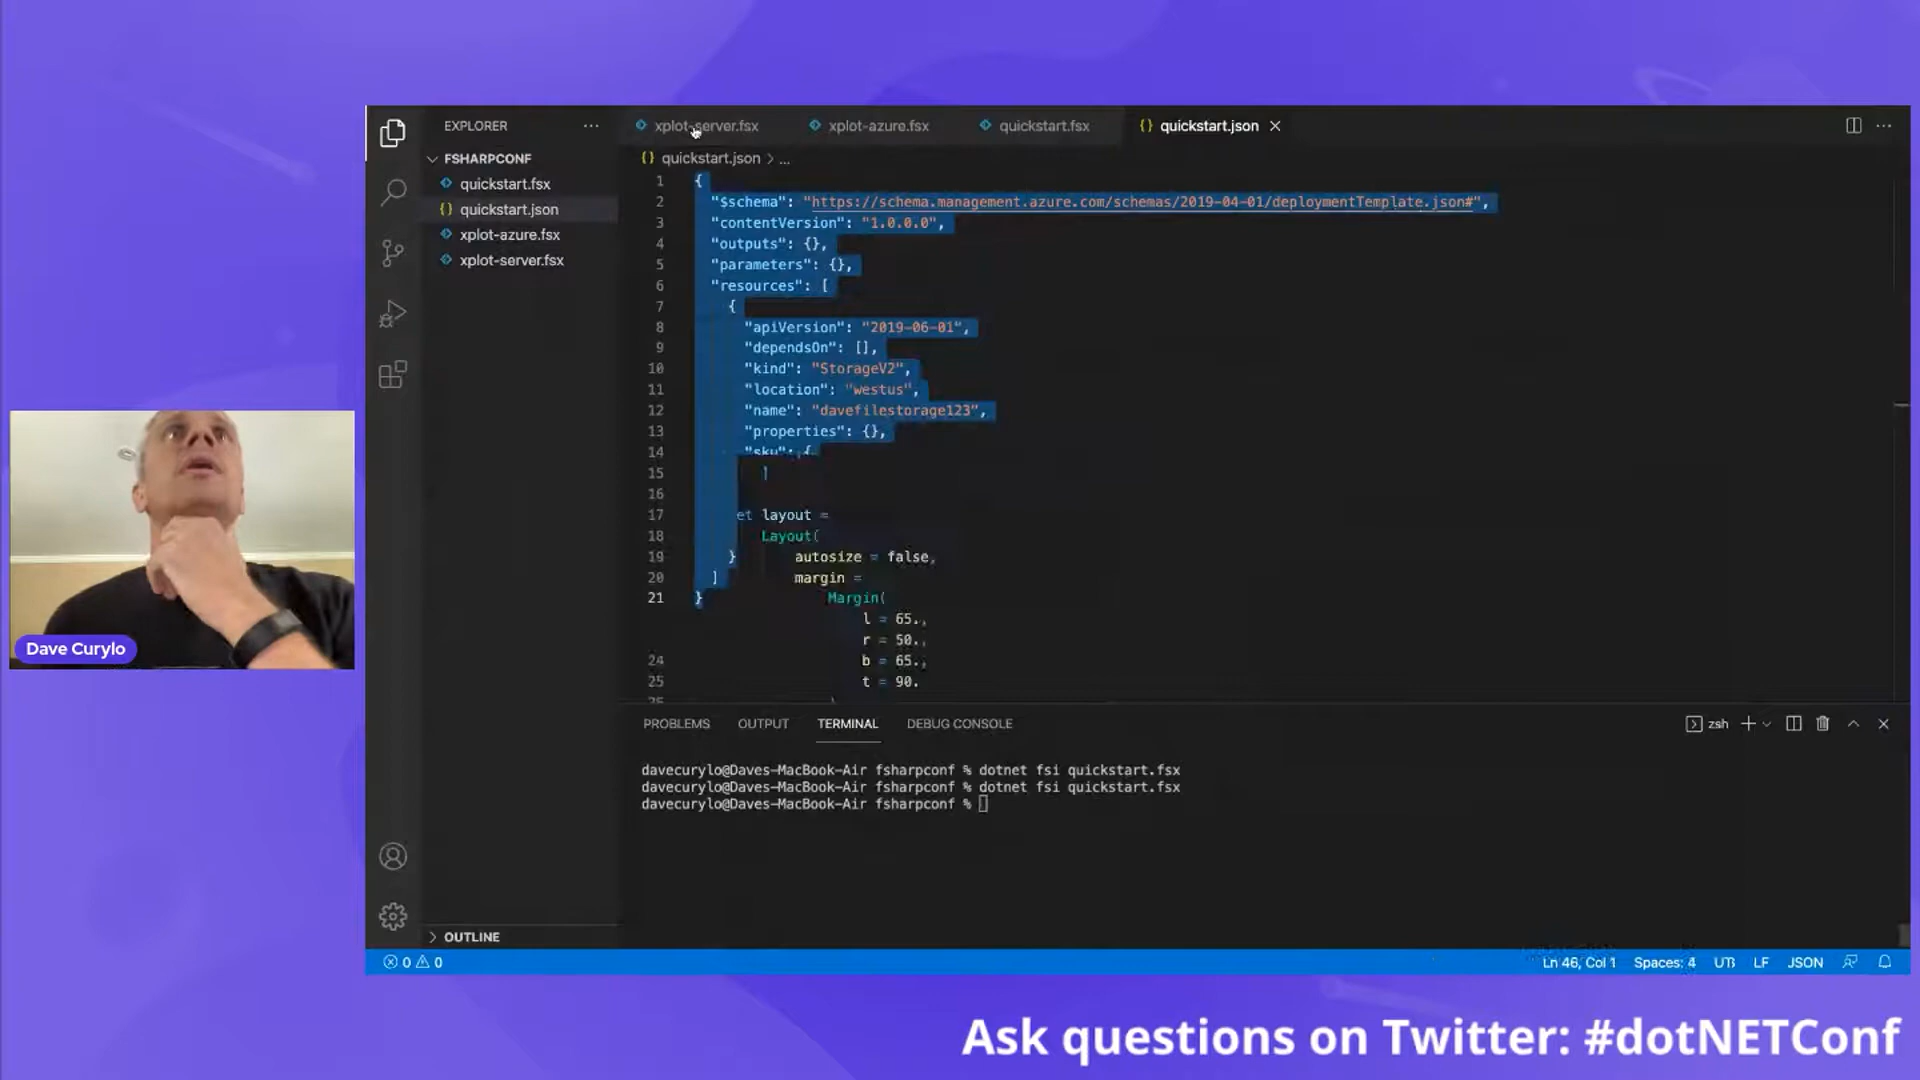 EXPLORER
FSHARPCONF
quickstart.fsx
quickstart.json
xplot-azure.fsx
xplot-server.fsx
OUTLINE
xplot-server.fsx
xplot-azure.fsx
quickstart.fsx
{} quickstart.json
{} quickstart.json > ...
1 {
2 "$schema": "https://schema.management.azure.com/schemas/2019-04-01/deploymentTemplate.json#",
3 "contentVersion": "1.0.0.0",
4 "outputs": {},
5 "parameters": {},
6 "resources": [
7 {
8 "apiVersion": "2019-06-01",
9 "dependsOn": [],
10 "kind": "StorageV2",
11 "location": "westus",
12 "name": "davefilestorage123",
13 "properties": {},
14 "sku": {
15 ]
16
17 et layout =
18 Layout(
19 } autosize = false,
20 ] margin =
21 } Margin(
l = 65.,
r = 50.,
24 b = 65.,
25 t = 90.
PROBLEMS
OUTPUT
TERMINAL
DEBUG CONSOLE
zsh
davecurylo@Daves-MacBook-Air fsharpconf % dotnet fsi quickstart.fsx
davecurylo@Daves-MacBook-Air fsharpconf % dotnet fsi quickstart.fsx
davecurylo@Daves-MacBook-Air fsharpconf %
0 0
Ln 46, Col 1
Spaces: 4
LF
JSON
Dave Curylo
Ask questions on Twitter: #dotNETConf